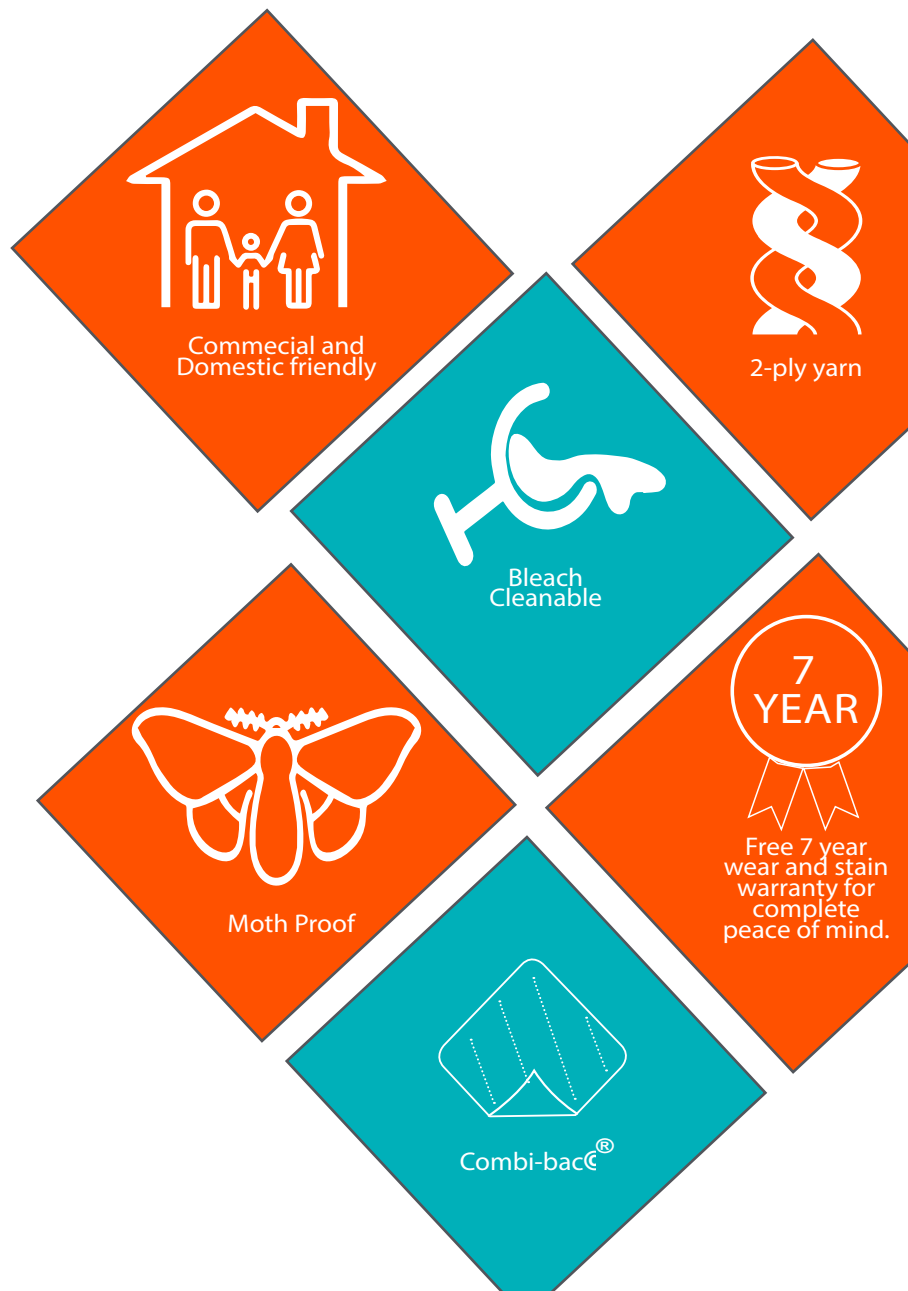 Commecial and
Domestic friendly
2-ply yarn
Bleach
Cleanable
7
YEAR
Free 7 year
wear and stain
warranty for
complete
peace of mind.
Moth Proof
Combi-bac©®